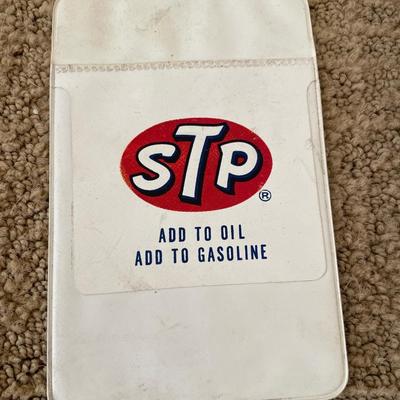 STP
®
ADD TO OIL
ADD TO GASOLINE